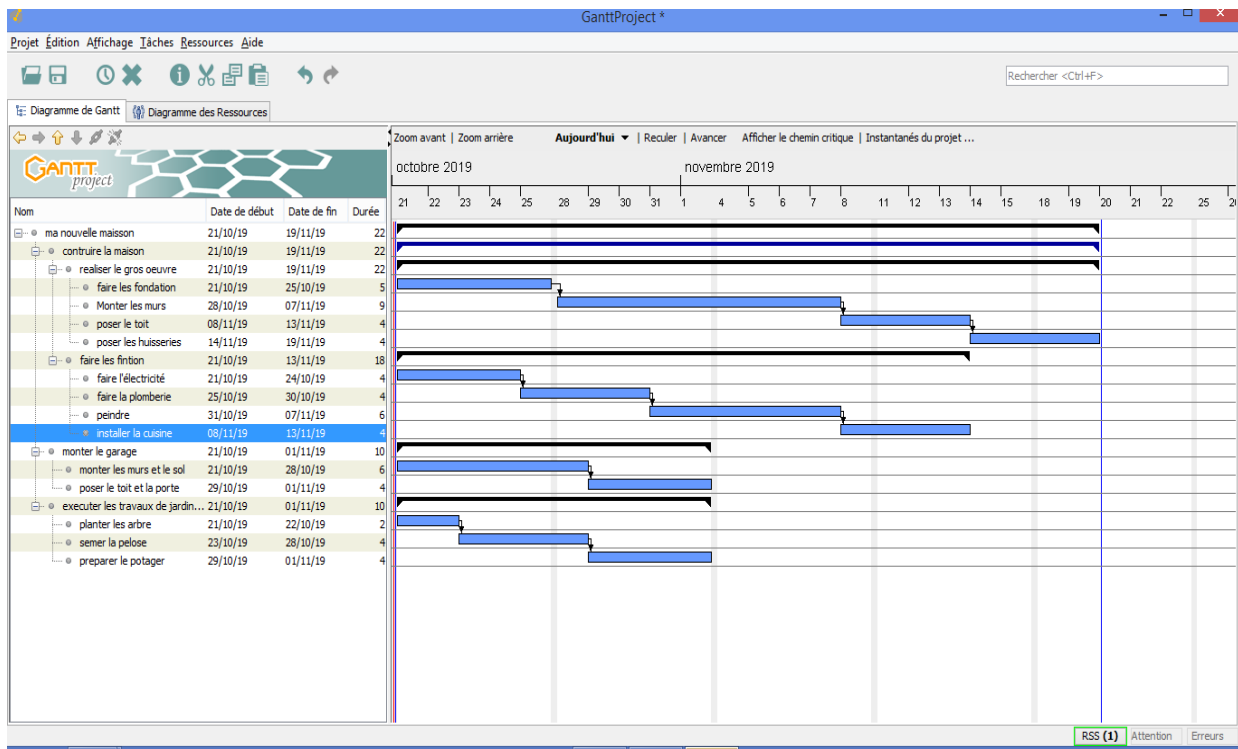 GanttProject *
Projet Édition Affichage Tâches Ressources Aide
Rechercher <Ctrl+F>
Diagramme de Gantt Diagramme des Ressources
Zoom avant | Zoom arrière Aujourd'hui | Reculer | Avancer Afficher le chemin critique | Instantanés du projet ...
GANTT project
octobre 2019 novembre 2019
21 22 23 24 25 28 29 30 31 1 4 5 6 7 8 11 12 13 14 15 18 19 20 21 22 25
Nom Date de début Date de fin Durée
ma nouvelle maisson 21/10/19 19/11/19 22
contruire la maison 21/10/19 19/11/19 22
realiser le gros oeuvre 21/10/19 19/11/19 22
faire les fondation 21/10/19 25/10/19 5
Monter les murs 28/10/19 07/11/19 9
poser le toit 08/11/19 13/11/19 4
poser les huisseries 14/11/19 19/11/19 4
faire les fintion 21/10/19 13/11/19 18
faire l'électricité 21/10/19 24/10/19 4
faire la plomberie 25/10/19 30/10/19 4
peindre 31/10/19 07/11/19 6
installer la cuisine 08/11/19 13/11/19 4
monter le garage 21/10/19 01/11/19 10
monter les murs et le sol 21/10/19 28/10/19 6
poser le toit et la porte 29/10/19 01/11/19 4
executer les travaux de jardin... 21/10/19 01/11/19 10
planter les arbre 21/10/19 22/10/19 2
semer la pelose 23/10/19 28/10/19 4
preparer le potager 29/10/19 01/11/19 4
RSS (1) Attention Erreurs